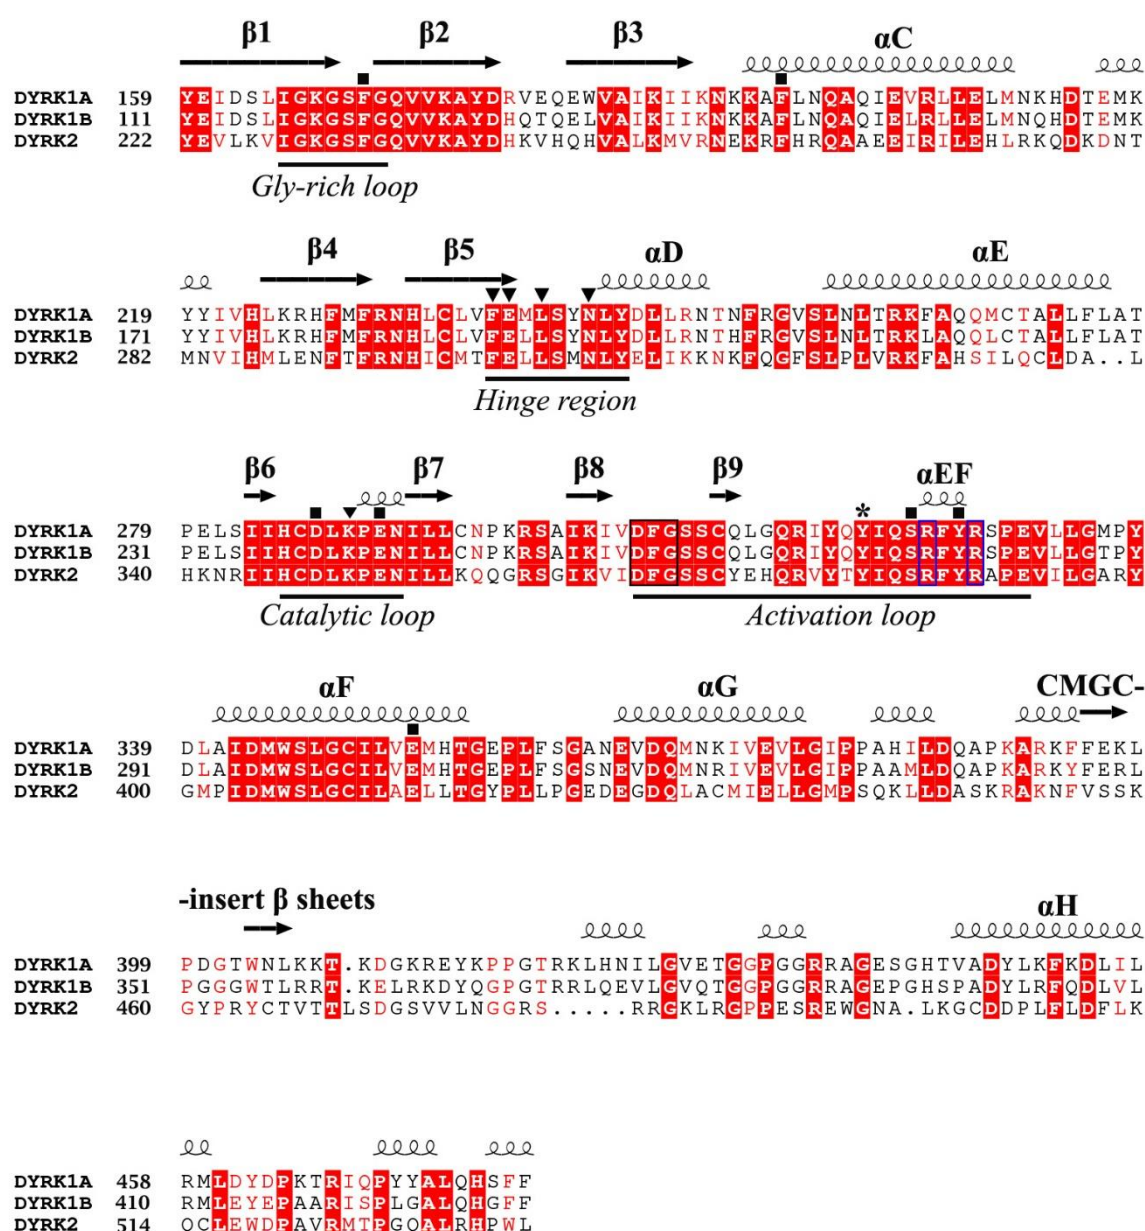 β1 β2 β3 αC
DYRK1A 159 YEIDSLIGKGSFGQVVKAYDRVEQEWVAIKIIKNKKAFLNQAQIEVRLLELMNKHDTEMK
DYRK1B 111 YEIDSLIGKGSFGQVVKAYDHQTQELVAIKIIKNKKAFLNQAQIELRLLELMNQHDTEMK
DYRK2 222 YEVLKVIGKGSFGQVVKAYDHKVHQHVALKMVRNEKRFHRQAAEEIRILEHLRKQDKDNT
Gly-rich loop
β4 β5 αD αE
DYRK1A 219 YYIVHLKRHFMFRNHLCLVFEMLSYNLYDLLRNTNFRGVSLNLTRKFAQQMCTALLFLAT
DYRK1B 171 YYIVHLKRHFMFRNHLCLVFELLSYNLYDLLRNTHFRGVSLNLTRKLAQQLCTALLFLAT
DYRK2 282 MNVIHMLENFTFRNHICMTFELLSMNLYELIKKNKFQGFSLPLVRKFAHSILQCLDA..L
Hinge region
β6 β7 β8 β9 αEF
*
DYRK1A 279 PELSIIHCDLKPENILLCNPKRSAIKIVDFGSSCQLGQRIYQYIQSRFYRSPEVLLGMPY
DYRK1B 231 PELSIIHCDLKPENILLCNPKRSAIKIVDFGSSCQLGQRIYQYIQSRFYRSPEVLLGTPY
DYRK2 340 HKNRIIHCDLKPENILLKQQGRSGIKVIDFGSSCYEHQRVYTYIQSRFYRAPEVILGARY
Catalytic loop Activation loop
αF αG CMGC-
DYRK1A 339 DLAIDMWSLGCILVEMHTGEPLFSGANEVDQMNKIVEVLGIPPAHILDQAPKARKFFEKL
DYRK1B 291 DLAIDMWSLGCILVEMHTGEPLFSGSNEVDQMNRIVEVLGIPPAAMLDQAPKARKYFERL
DYRK2 400 GMPIDMWSLGCILAELLTGYPLLPGEDEGDQLACMIELLGMPSQKLLDASKRAKNFVSSK
-insert β sheets αH
DYRK1A 399 PDGTWNLKKT.KDGKREYKPPGTRKLHNILGVETGGPGGRRAGESGHTVADYLKFKDLIL
DYRK1B 351 PGGGWTLRRT.KELRKDYQGPGTRRLQEVLGVQTGGPGGRRAGEPGHSPADYLRFQDLVL
DYRK2 460 GYPRYCTVTTLSDGSVVLNGGRS.....RRGKLRGPPESREWGNA.LKGCDDPLFLDFLK
DYRK1A 458 RMLDYDPKTRIQPYYALQHSFF
DYRK1B 410 RMLEYEPAARISPLGALQHGFF
DYRK2 514 QCLEWDPAVRMTPGQALRHPWL